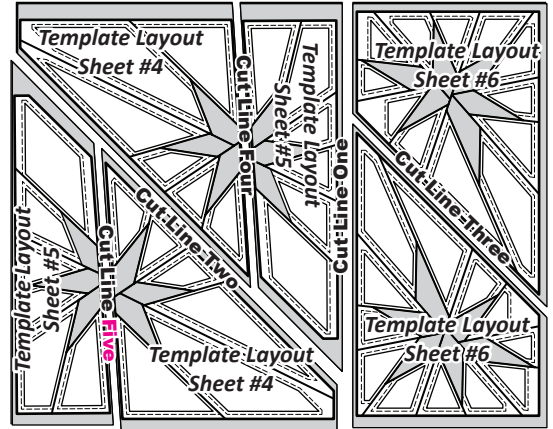 Template Layout
Sheet #4
Cut Line Four
Template Layout
Sheet #5
Cut Line One
Template Layout
Sheet #6
Cut Line Three
Template Layout
Sheet #5
Cut Line Five
Cut Line Two
Template Layout
Sheet #4
Template Layout
Sheet #6